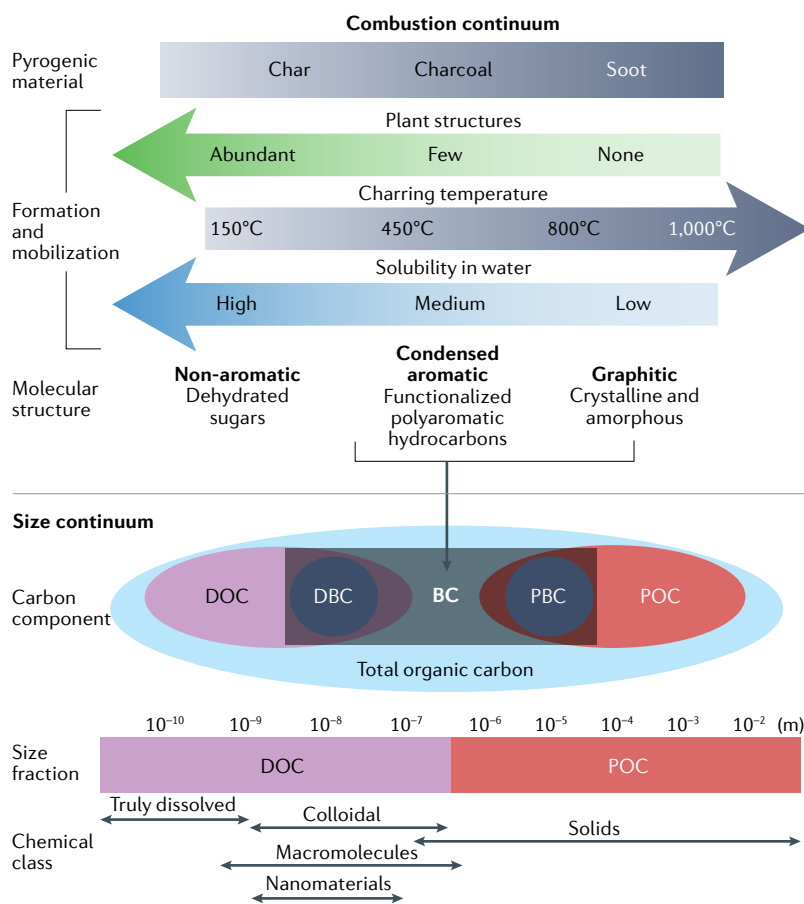 Combustion continuum
Pyrogenic
material
Char Charcoal Soot
Plant structures
Abundant Few None
Charring temperature
Formation and
mobilization
150°C 450°C 800°C 1,000°C
Solubility in water
High Medium Low
Molecular
structure
Non-aromatic
Dehydrated
sugars
Condensed
aromatic
Functionalized
polyaromatic
hydrocarbons
Graphitic
Crystalline and
amorphous
Size continuum
Carbon
component
DOC DBC BC PBC POC
Total organic carbon
10⁻¹⁰ 10⁻⁹ 10⁻⁸ 10⁻⁷ 10⁻⁶ 10⁻⁵ 10⁻⁴ 10⁻³ 10⁻² (m)
Size
fraction
DOC POC
Chemical
class
Truly dissolved
Colloidal
Solids
Macromolecules
Nanomaterials